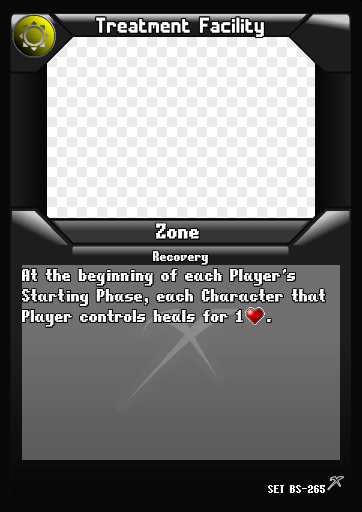 Treatment Facility
Zone
Recovery
At the beginning of each Player's
Starting Phase, each Character that
Player controls heals for 1❤.
SET BS-265